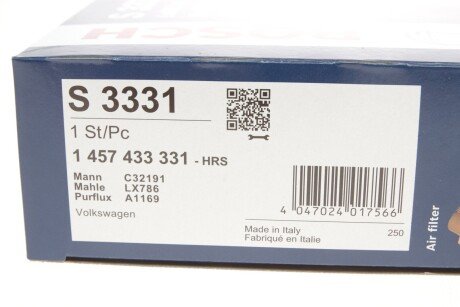 S 3331
1 St/Pc
1 457 433 331 - HRS
Mann C32191
Mahle LX786
Purflux A1169
Volkswagen
4 047024 017566
Made in Italy
Fabriqué en Italie
250
Air filter